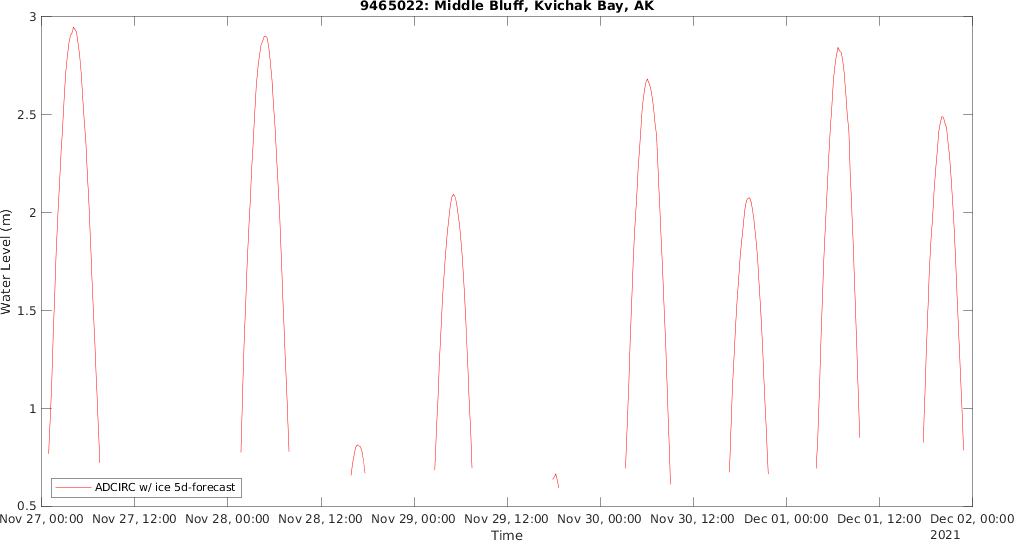 9465022: Middle Bluff, Kvichak Bay, AK
Water Level (m)
3
2.5
2
1.5
1
0.5
ADCIRC w/ ice 5d-forecast
Nov 27, 00:00 Nov 27, 12:00 Nov 28, 00:00 Nov 28, 12:00 Nov 29, 00:00 Nov 29, 12:00 Nov 30, 00:00 Nov 30, 12:00 Dec 01, 00:00 Dec 01, 12:00 Dec 02, 00:00
Time
2021